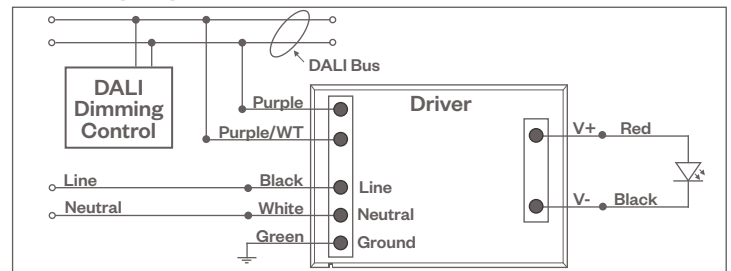 DALI Bus
DALI
Dimming
Control
Driver
Purple
Purple/WT
V+ Red
Line Black Line
V- Black
Neutral White Neutral
Green Ground